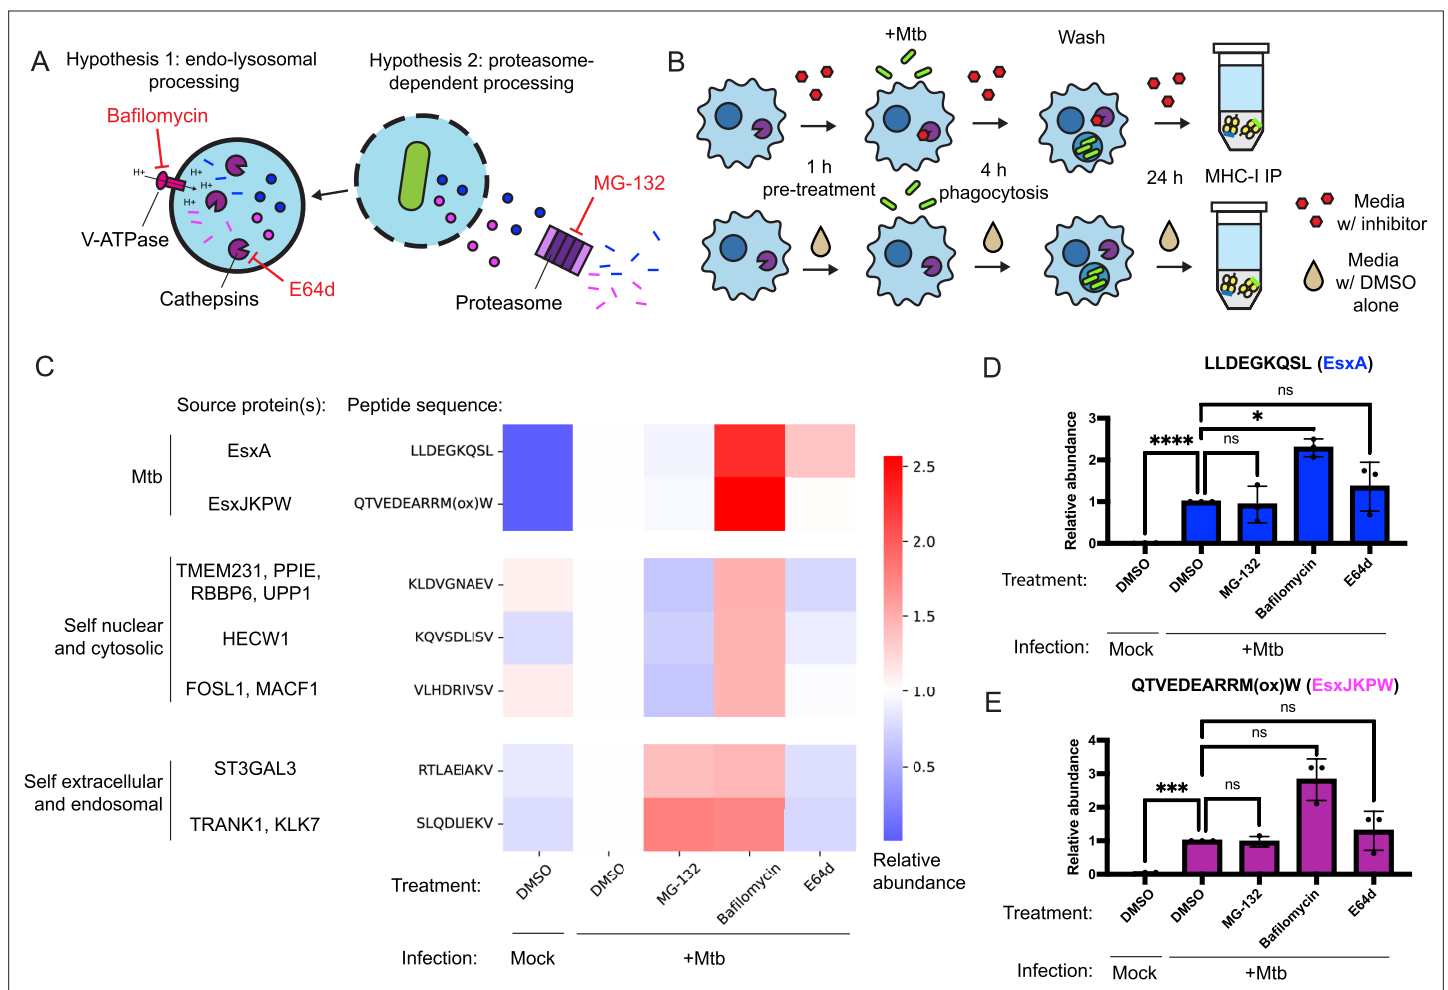 A
Hypothesis 1: endo-lysosomal
processing
Hypothesis 2: proteasome-
dependent processing
Bafilomycin
H+
H+
H+
H+
V-ATPase
Cathepsins
E64d
MG-132
Proteasome
B
+Mtb
Wash
1 h
pre-treatment
4 h
phagocytosis
24 h
MHC-I IP
Media
w/ inhibitor
Media
w/ DMSO
alone
C
Source protein(s):
Peptide sequence:
Mtb
EsxA
LLDEGKQSL
EsxJKPW
QTVEDEARRM(ox)W
Self nuclear
and cytosolic
TMEM231, PPIE,
RBBP6, UPP1
KLDVGNAEV
HECW1
KQVSDLISV
FOSL1, MACF1
VLHDRIVSV
Self extracellular
and endosomal
ST3GAL3
RTLAEIAKV
TRANK1, KLK7
SLQDLIEKV
2.5
2.0
1.5
1.0
0.5
Relative
abundance
Treatment:
DMSO
DMSO
MG-132
Bafilomycin
E64d
Infection:
Mock
+Mtb
D
LLDEGKQSL (EsxA)
ns
*
**** ns
Relative abundance
3
2
1
0
Treatment:
DMSO
DMSO
MG-132
Bafilomycin
E64d
Infection:
Mock
+Mtb
E
QTVEDEARRM(ox)W (EsxJKPW)
ns
ns
*** ns
Relative abundance
4
3
2
1
0
Treatment:
DMSO
DMSO
MG-132
Bafilomycin
E64d
Infection:
Mock
+Mtb